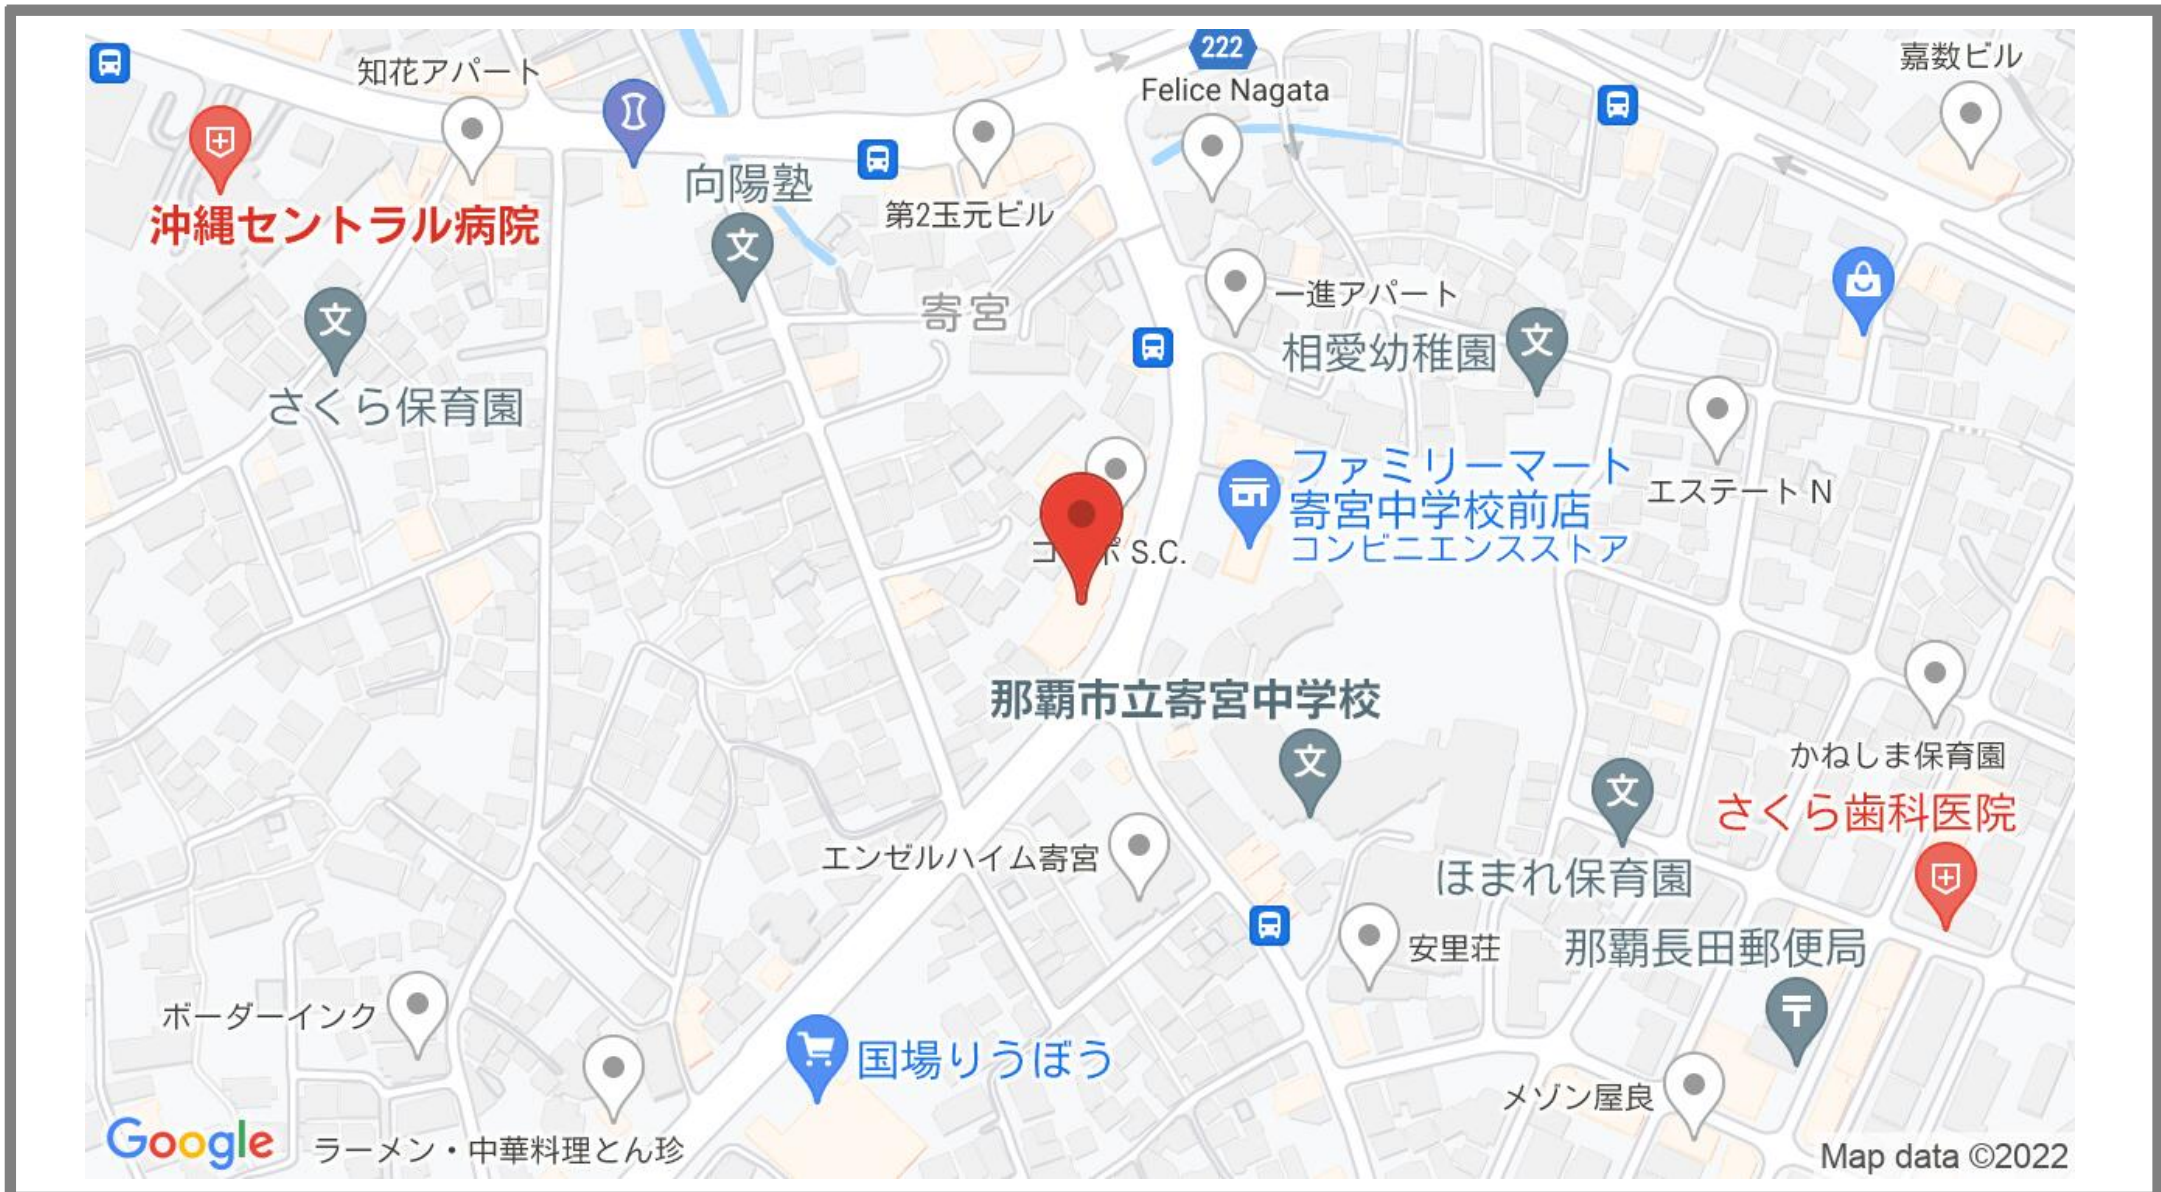 222
嘉数ビル
知花アパート
Felice Nagata
向陽塾
第2玉元ビル
沖縄セントラル病院
文
寄宮
一進アパート
文
相愛幼稚園
文
さくら保育園
ファミリーマート
寄宮中学校前店
コンビニエンスストア
エステート N
S.C.
那覇市立寄宮中学校
文
かねしま保育園
文
さくら歯科医院
エンゼルハイム寄宮
ほまれ保育園
安里荘
那覇長田郵便局
〒
ボーダーインク
国場りうぼう
メゾン屋良
Google
ラーメン・中華料理とん珍
Map data ©2022